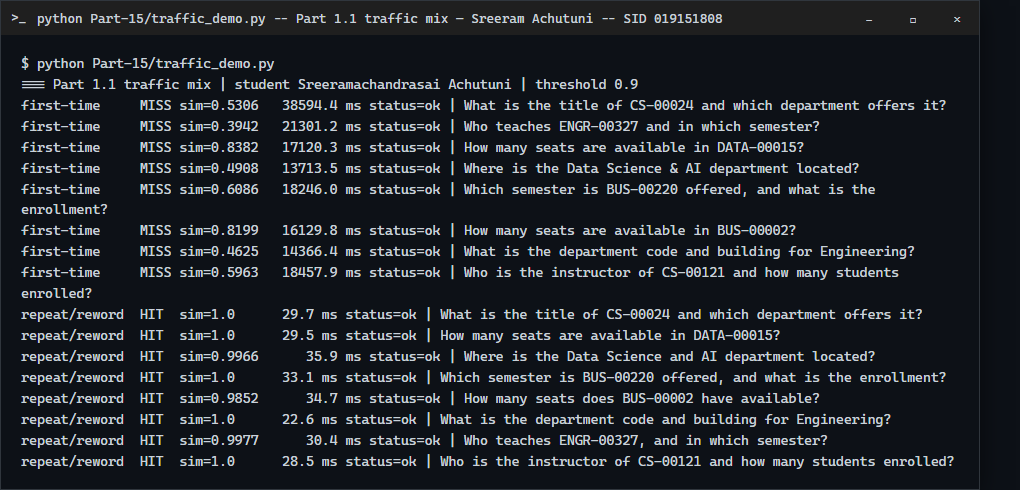 >_ python Part-15/traffic_demo.py -- Part 1.1 traffic mix — Sreeram Achutuni -- SID 019151808
$ python Part-15/traffic_demo.py
=== Part 1.1 traffic mix | student Sreeramachandrasai Achutuni | threshold 0.9
first-time     MISS sim=0.5306   38594.4 ms status=ok | What is the title of CS-00024 and which department offers it?
first-time     MISS sim=0.3942   21301.2 ms status=ok | Who teaches ENGR-00327 and in which semester?
first-time     MISS sim=0.8382   17120.3 ms status=ok | How many seats are available in DATA-00015?
first-time     MISS sim=0.4908   13713.5 ms status=ok | Where is the Data Science & AI department located?
first-time     MISS sim=0.6086   18246.0 ms status=ok | Which semester is BUS-00220 offered, and what is the
enrollment?
first-time     MISS sim=0.8199   16129.8 ms status=ok | How many seats are available in BUS-00002?
first-time     MISS sim=0.4625   14366.4 ms status=ok | What is the department code and building for Engineering?
first-time     MISS sim=0.5963   18457.9 ms status=ok | Who is the instructor of CS-00121 and how many students
enrolled?
repeat/reword  HIT  sim=1.0      29.7 ms status=ok | What is the title of CS-00024 and which department offers it?
repeat/reword  HIT  sim=1.0      29.5 ms status=ok | How many seats are available in DATA-00015?
repeat/reword  HIT  sim=0.9966      35.9 ms status=ok | Where is the Data Science and AI department located?
repeat/reword  HIT  sim=1.0      33.1 ms status=ok | Which semester is BUS-00220 offered, and what is the enrollment?
repeat/reword  HIT  sim=0.9852      34.7 ms status=ok | How many seats does BUS-00002 have available?
repeat/reword  HIT  sim=1.0      22.6 ms status=ok | What is the department code and building for Engineering?
repeat/reword  HIT  sim=0.9977      30.4 ms status=ok | Who teaches ENGR-00327, and in which semester?
repeat/reword  HIT  sim=1.0      28.5 ms status=ok | Who is the instructor of CS-00121 and how many students enrolled?